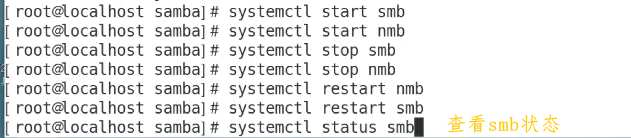 [root@localhost samba]# systemctl start smb
[root@localhost samba]# systemctl start nmb
[root@localhost samba]# systemctl stop smb
[root@localhost samba]# systemctl stop nmb
[root@localhost samba]# systemctl restart nmb
[root@localhost samba]# systemctl restart smb
[root@localhost samba]# systemctl status smb 查看smb状态